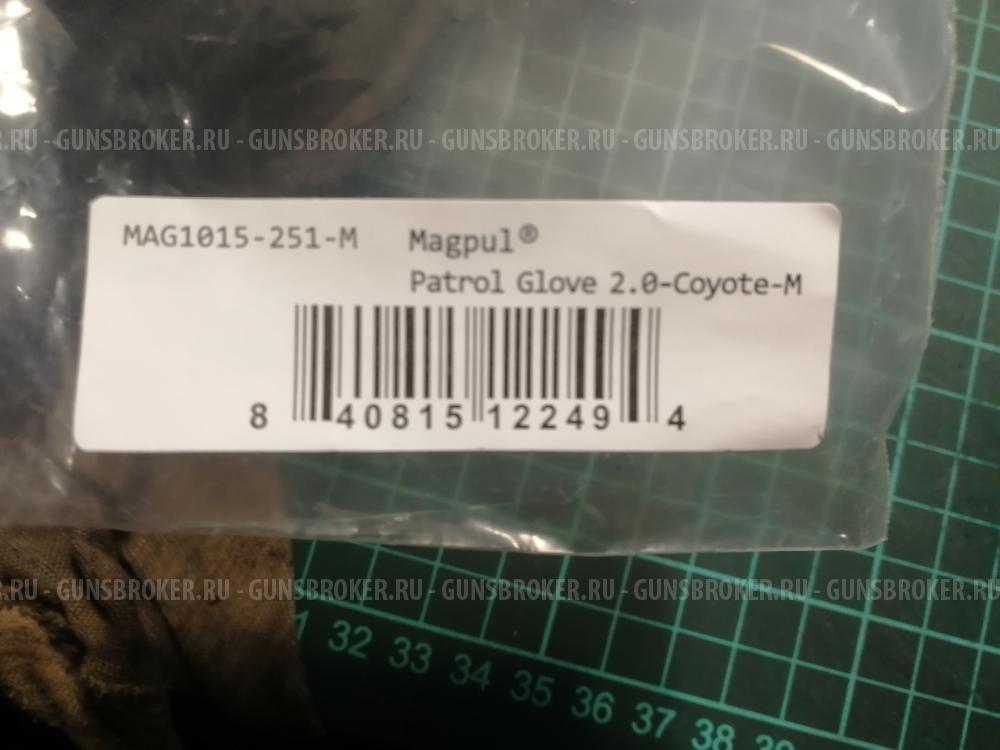 .RU - GUNSBROKER.RU - GUNSBROKER.RU - GUNSBROKER.RU - GUNSBROKER.RU - GUNSBROKER.RU
MAG1015-251-M
Magpul®
Patrol Glove 2.0-Coyote-M
8 40815 12249 4
.RU - GUNSBROKER.RU - GUNSBROKER.RU - GUNSBROKER.RU - GUNSBROKER.RU - GUNSBROKER.RU
32 33 34 35 36 37 38